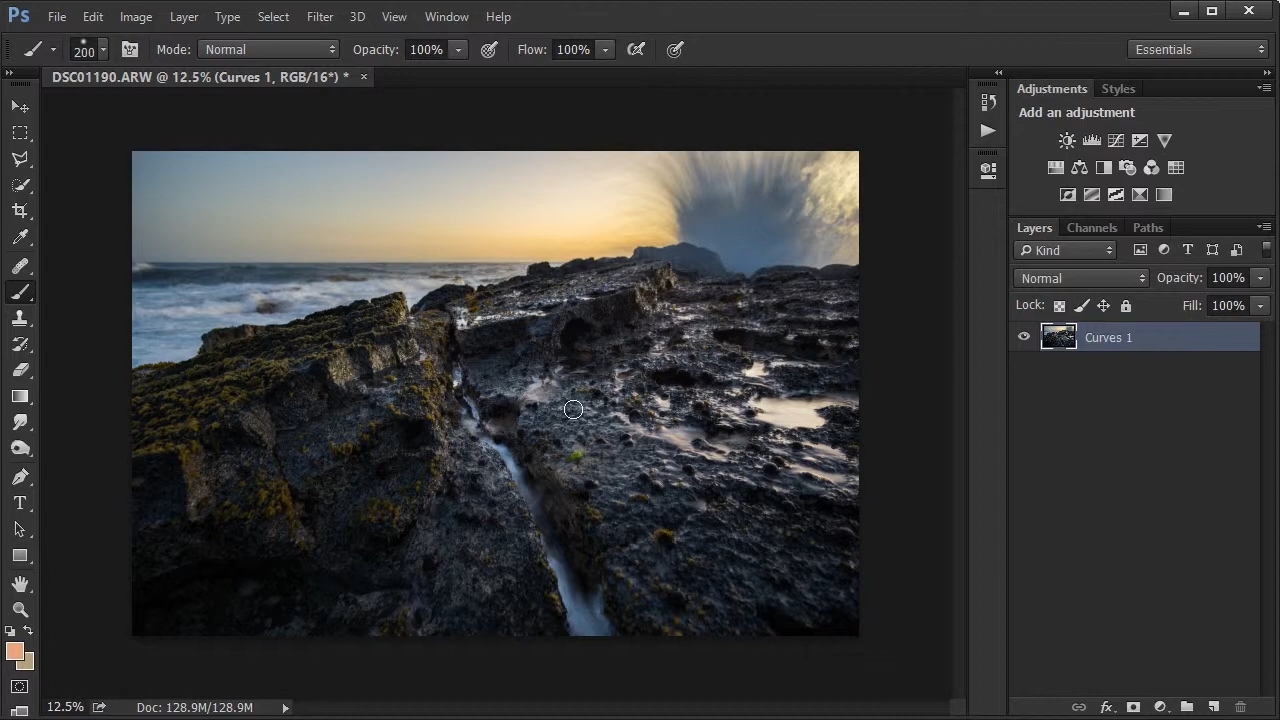 Ps File Edit Image Layer Type Select Filter 3D View Window Help
200 Mode: Normal Opacity: 100% Flow: 100% Essentials
DSC01190.ARW @ 12.5% (Curves 1, RGB/16*) * ×
Adjustments Styles
Add an adjustment
Layers Channels Paths
Kind T
Normal Opacity: 100%
Lock: Fill: 100%
Curves 1
T
12.5% Doc: 128.9M/128.9M fx